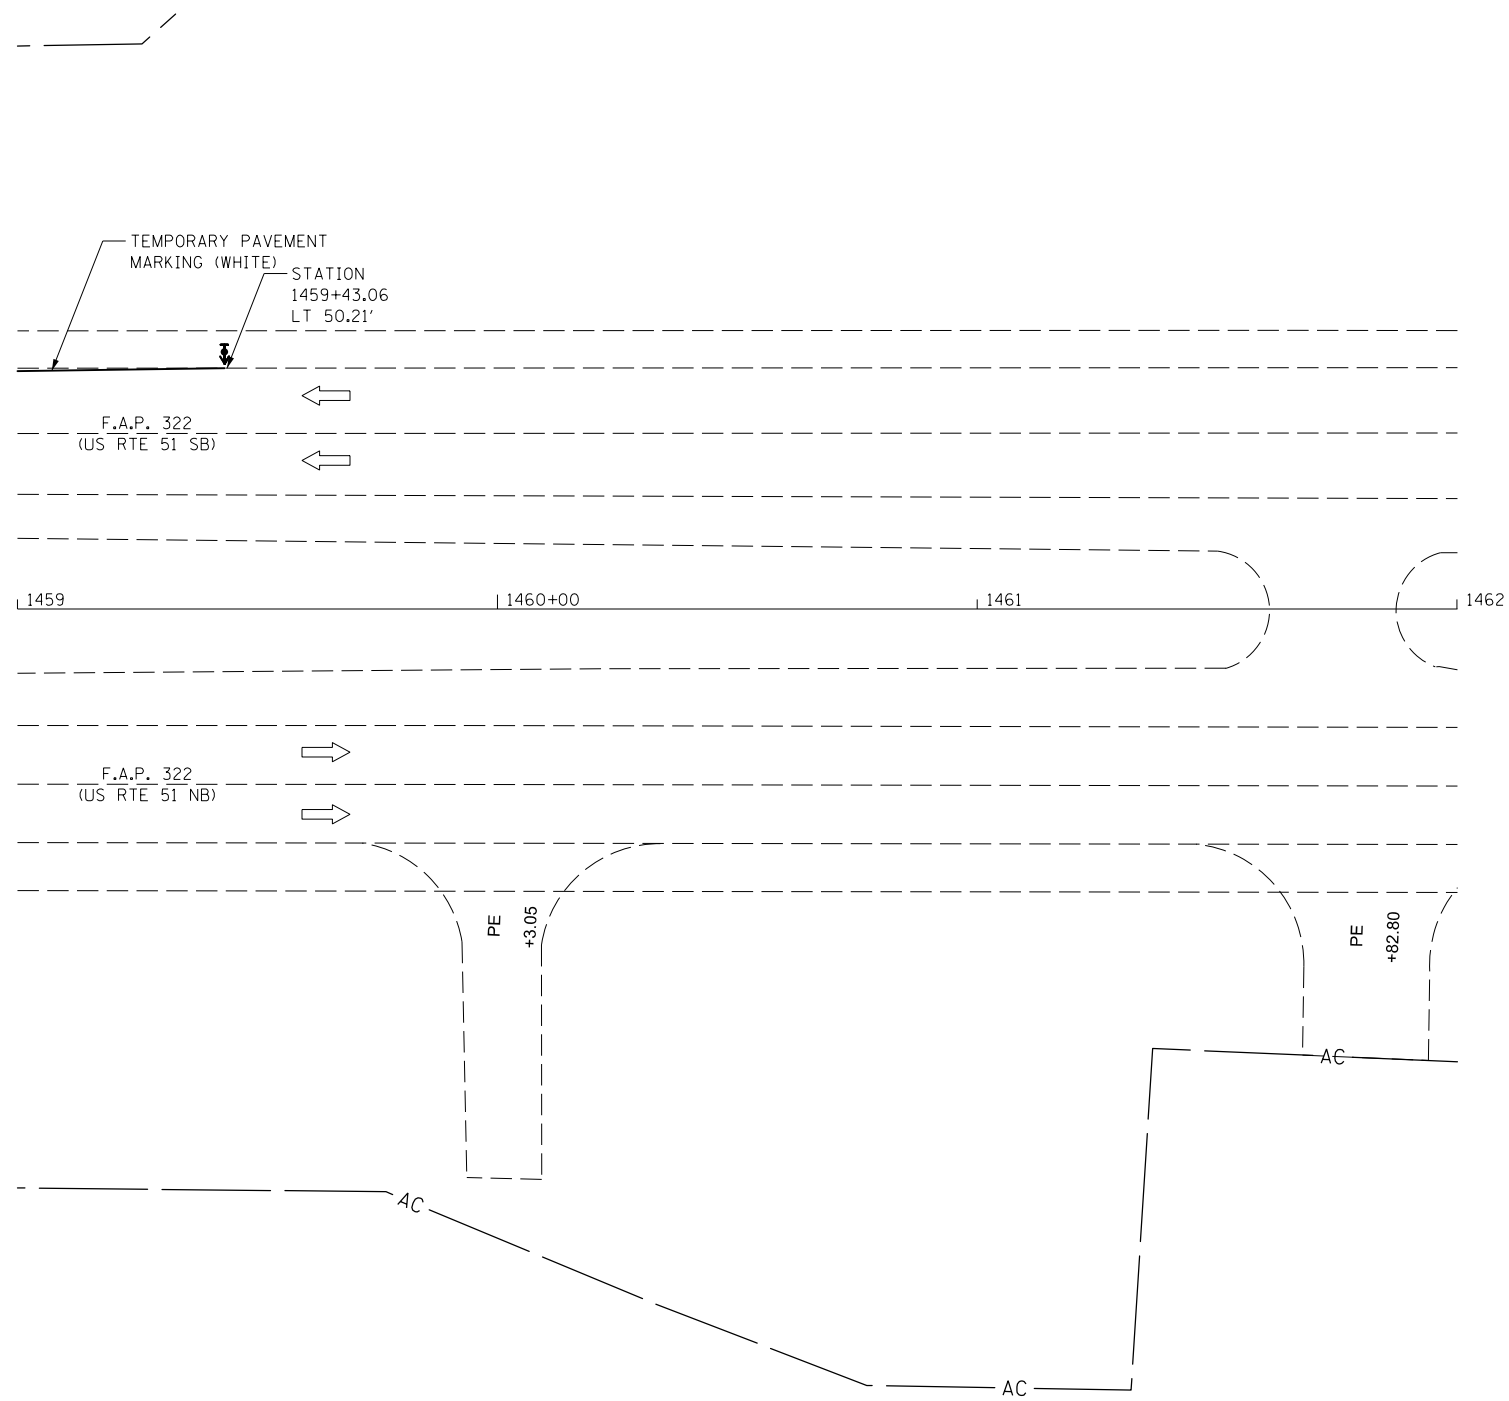 TEMPORARY PAVEMENT
MARKING (WHITE)
STATION
1459+43.06
LT 50.21'
F.A.P. 322
(US RTE 51 SB)
1459
1460+00
1461
1462
F.A.P. 322
(US RTE 51 NB)
PE
+3.05
PE
+82.80
AC
AC
AC